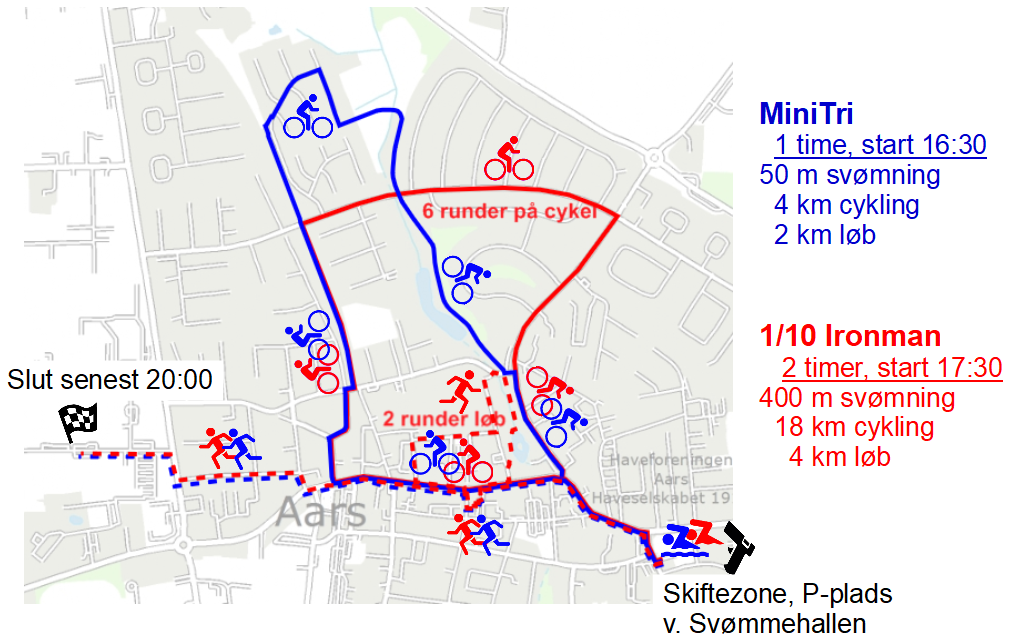 MiniTri
1 time, start 16:30
50 m svømning
4 km cykling
2 km løb
6 runder på cykel
1/10 Ironman
2 timer, start 17:30
400 m svømning
18 km cykling
4 km løb
Slut senest 20:00
2 runder løb
Haveforeningen
Aars
Haveselskabet 19
Aars
Skiftezone, P-plads
v. Svømmehallen